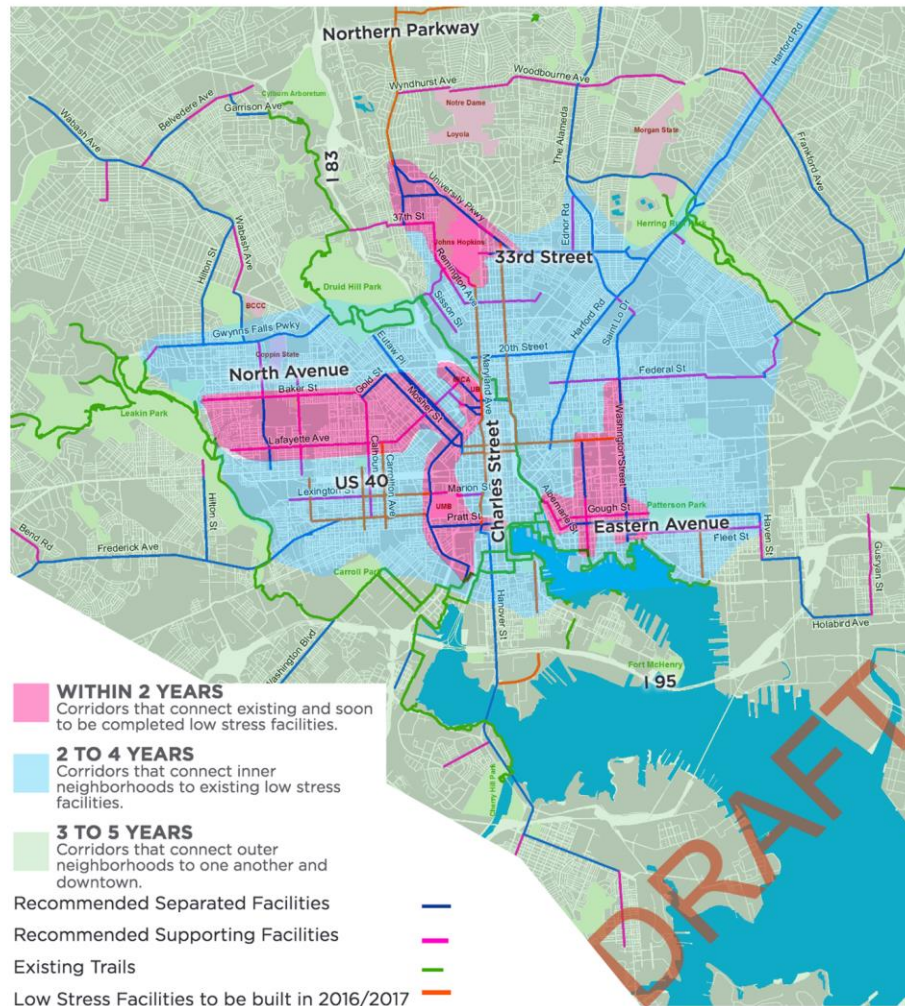 Northern Parkway
Harford Rd
Woodbourne Ave
Wyndhurst Ave
Cylburn Arboretum
Belvedere Ave
Garrison Ave
Notre Dame
Loyola
Wabash Ave
Morgan State
The Alameda
Frankford Ave
I 83
University Pkwy
37th St
Johns Hopkins
Ednor Rd
Herring Run Park
33rd Street
Wabash Ave
Hilton St
Druid Hill Park
Remington Ave
Sisson St
BCCC
Harford Rd
Saint Lo Dr
Gwynns Falls Pkwy
Eutaw Pl
20th Street
Coppin State
North Avenue
Gold St
Maryland Ave
Federal St
Baker St
MICA
UB
Mosher St
Leakin Park
Lafayette Ave
Calhoun
Carrollton Ave
Charles Street
Washington Street
US 40
Lexington St
Marion St
UMB
Albemarle St
Patterson Park
Gough St
Hilton St
Pratt St
Eastern Avenue
Fleet St
Haven St
Bend Rd
Frederick Ave
Gusryan St
Carroll Park
Hanover St
Holabird Ave
Washington Blvd
Fort McHenry
I 95
Cherry Hill Park
DRAFT
WITHIN 2 YEARS
Corridors that connect existing and soon
to be completed low stress facilities.
2 TO 4 YEARS
Corridors that connect inner
neighborhoods to existing low stress
facilities.
3 TO 5 YEARS
Corridors that connect outer
neighborhoods to one another and
downtown.
Recommended Separated Facilities
Recommended Supporting Facilities
Existing Trails
Low Stress Facilities to be built in 2016/2017